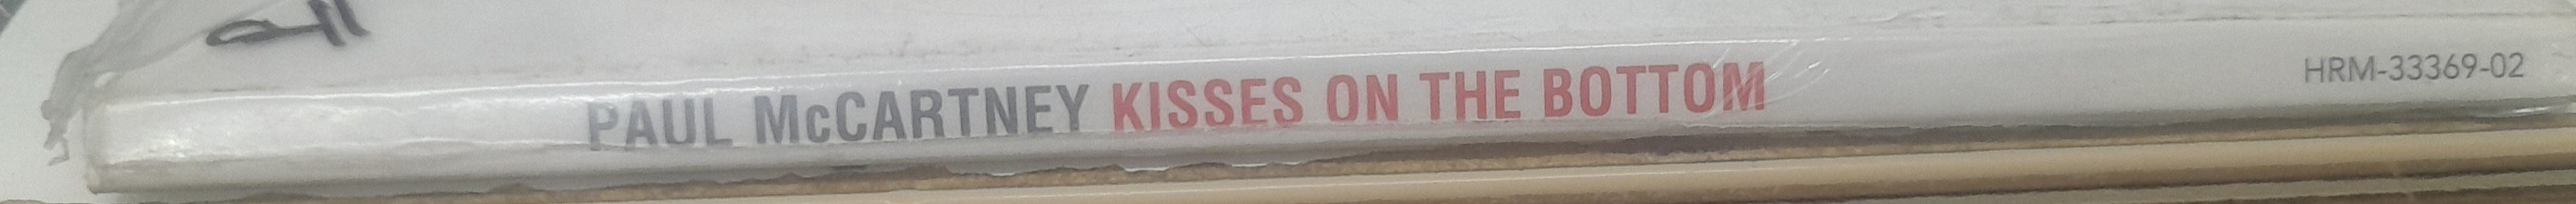 PAUL McCARTNEY KISSES ON THE BOTTOM HRM-33369-02